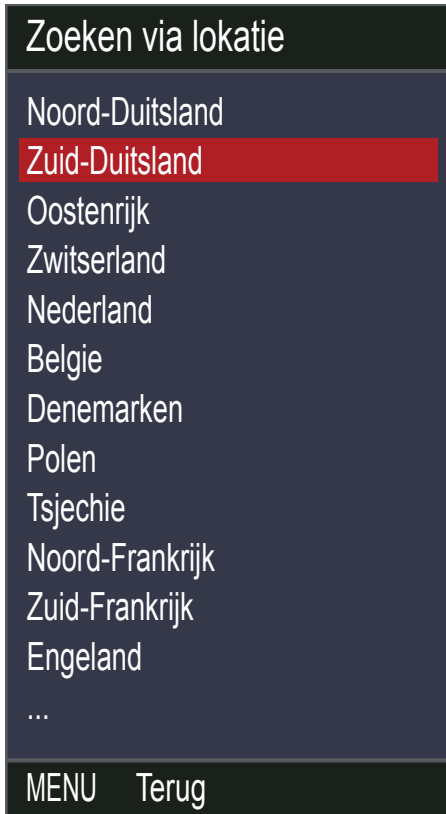 Zoeken via lokatie
Noord-Duitsland
Zuid-Duitsland
Oostenrijk
Zwitserland
Nederland
Belgie
Denemarken
Polen
Tsjechie
Noord-Frankrijk
Zuid-Frankrijk
Engeland
...
MENU Terug